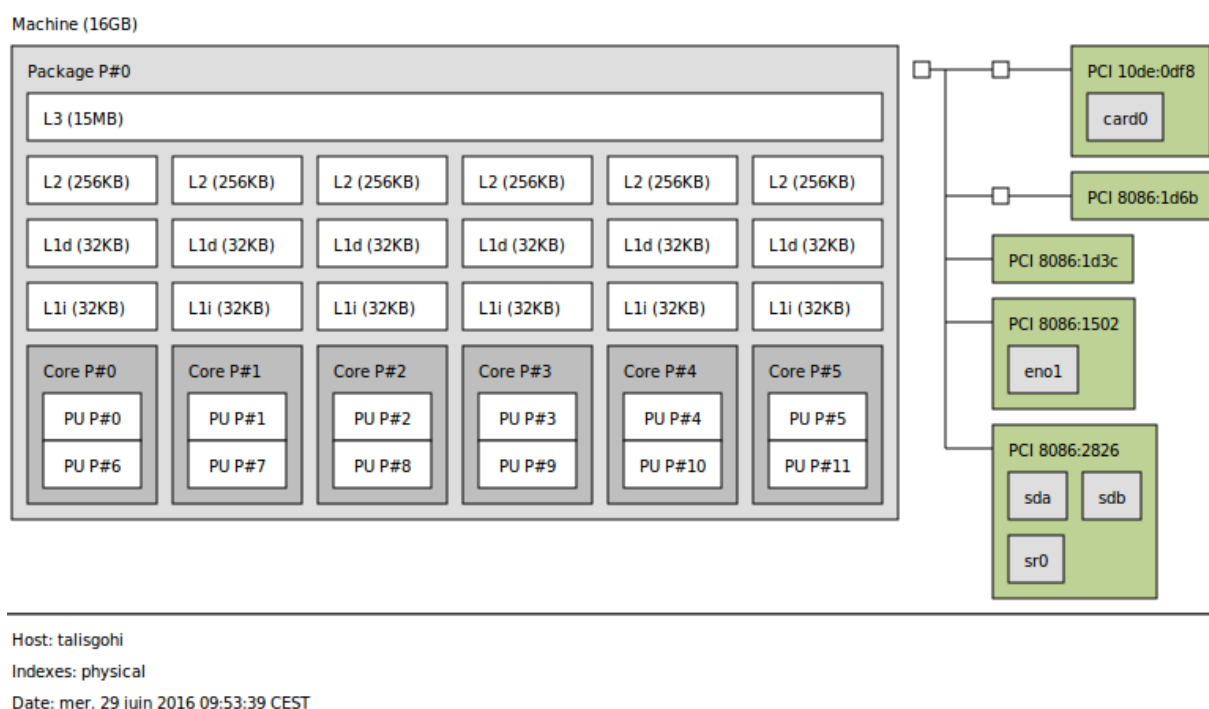 Machine (16GB)
Package P#0
L3 (15MB)
L2 (256KB) L2 (256KB) L2 (256KB) L2 (256KB) L2 (256KB) L2 (256KB)
L1d (32KB) L1d (32KB) L1d (32KB) L1d (32KB) L1d (32KB) L1d (32KB)
L1i (32KB) L1i (32KB) L1i (32KB) L1i (32KB) L1i (32KB) L1i (32KB)
Core P#0 Core P#1 Core P#2 Core P#3 Core P#4 Core P#5
PU P#0 PU P#1 PU P#2 PU P#3 PU P#4 PU P#5
PU P#6 PU P#7 PU P#8 PU P#9 PU P#10 PU P#11
PCI 10de:0df8
card0
PCI 8086:1d6b
PCI 8086:1d3c
PCI 8086:1502
eno1
PCI 8086:2826
sda sdb
sr0
Host: talisgohi
Indexes: physical
Date: mer. 29 juin 2016 09:53:39 CEST